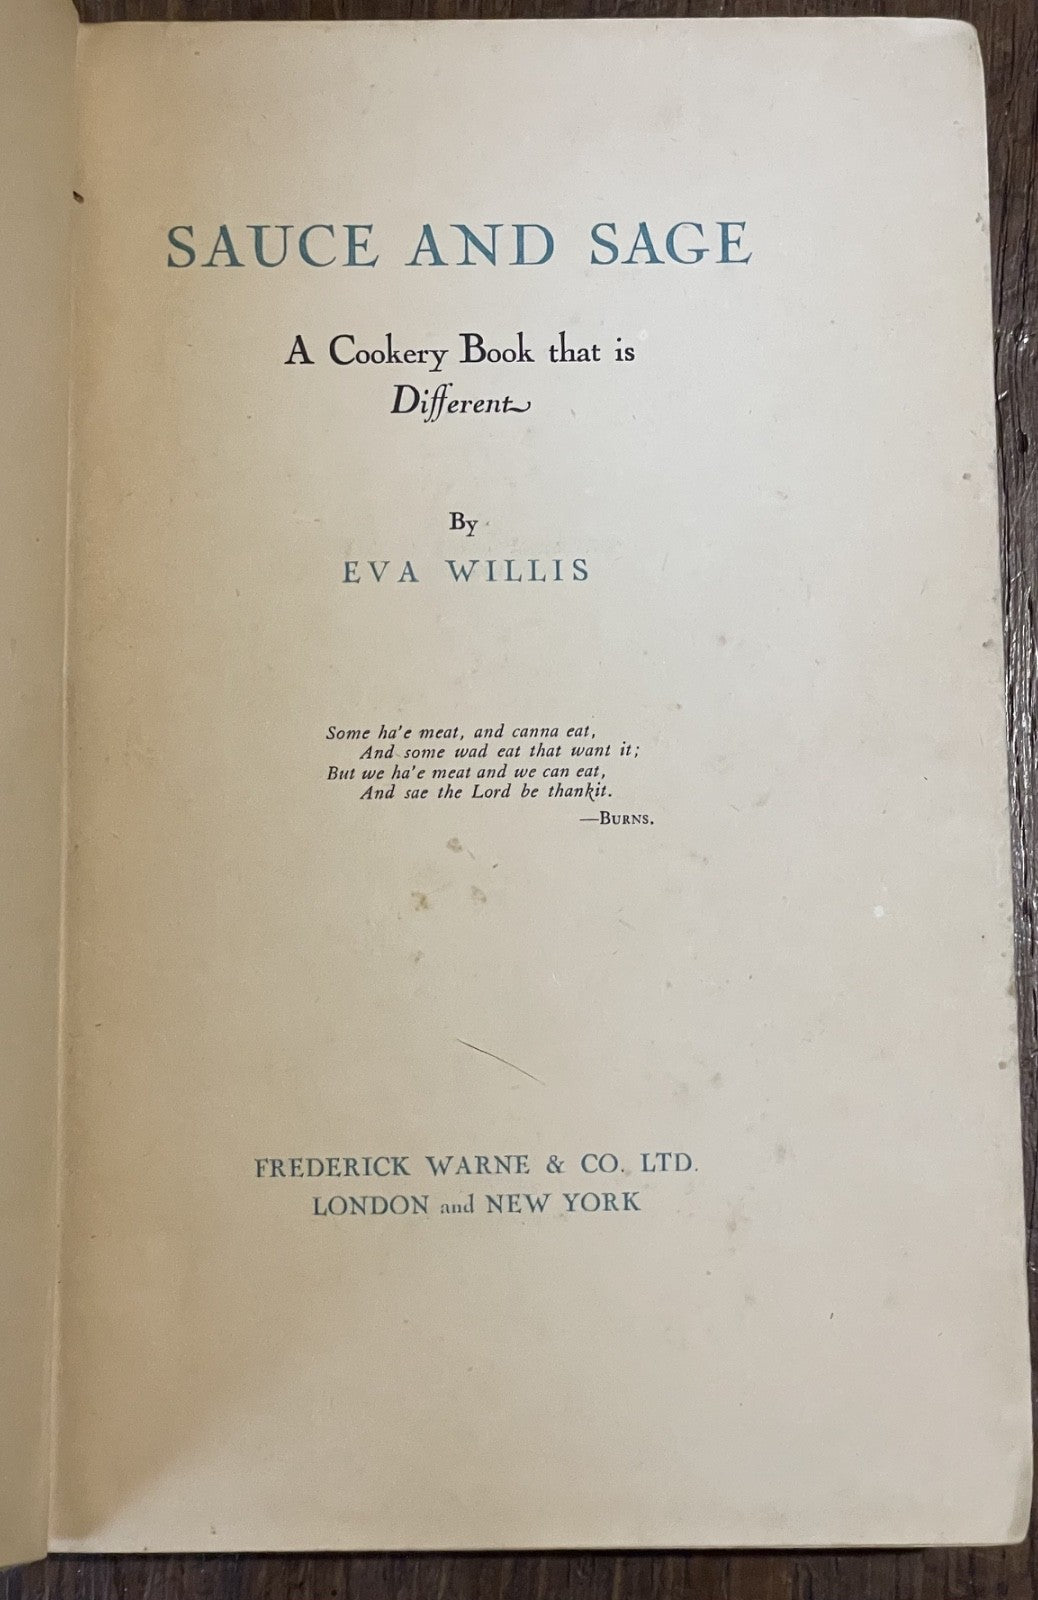 SAUCE AND SAGE
A Cookery Book that is
Different
By
EVA WILLIS
Some ha'e meat, and canna eat,
And some wad eat that want it;
But we ha'e meat and we can eat,
And sae the Lord be thankit.
—BURNS.
FREDERICK WARNE & CO. LTD.
LONDON and NEW YORK